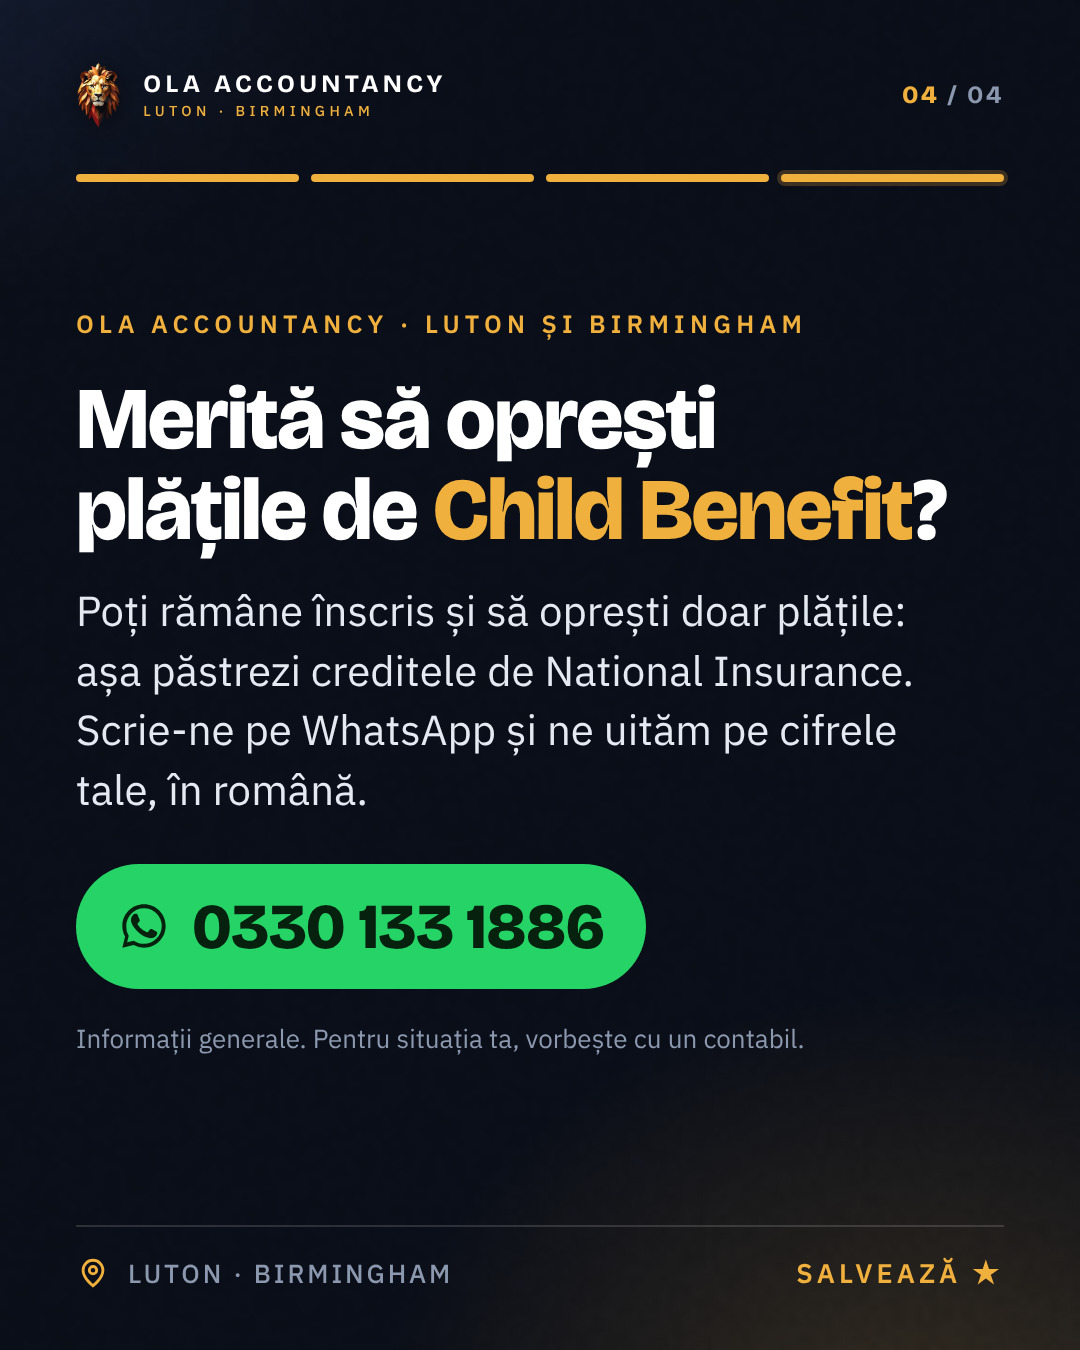 OLA ACCOUNTANCY
LUTON · BIRMINGHAM
04 / 04
OLA ACCOUNTANCY · LUTON ȘI BIRMINGHAM
Merită să oprești
plățile de Child Benefit?
Poți rămâne înscris și să oprești doar plățile:
așa păstrezi creditele de National Insurance.
Scrie-ne pe WhatsApp și ne uităm pe cifrele
tale, în română.
0330 133 1886
Informații generale. Pentru situația ta, vorbește cu un contabil.
LUTON · BIRMINGHAM
SALVEAZĂ ★